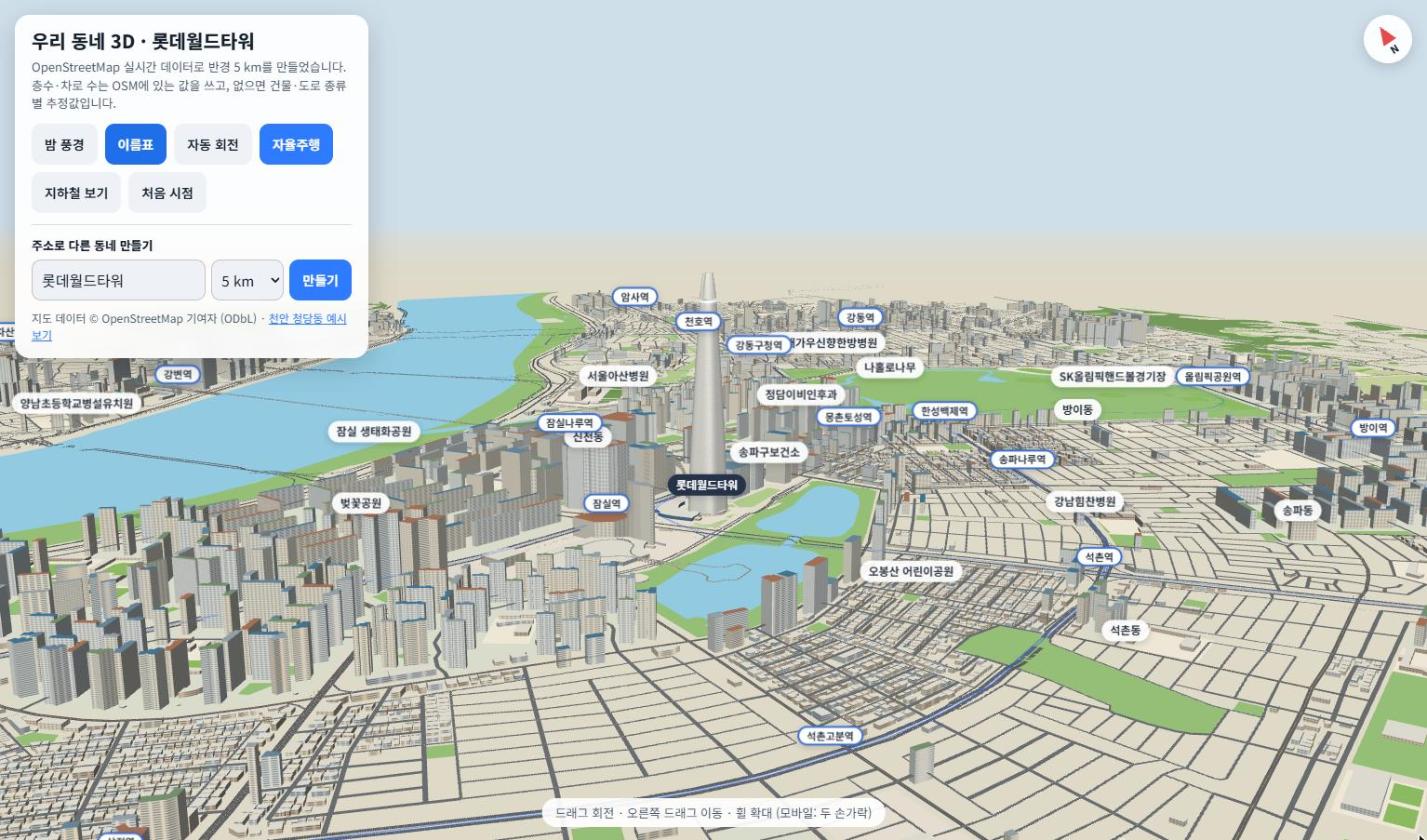 우리 동네 3D · 롯데월드타워
OpenStreetMap 실시간 데이터로 반경 5 km를 만들었습니다.
층수·차로 수는 OSM에 있는 값을 쓰고, 없으면 건물·도로 종류
별 추정값입니다.
밤 풍경
이름표
자동 회전
자율주행
지하철 보기
처음 시점
주소로 다른 동네 만들기
롯데월드타워
5 km
만들기
지도 데이터 © OpenStreetMap 기여자 (ODbL) · 천안 청당동 예시
보기
N
암사역
천호역
강동역
강동구청역
가우신향한방병원
나홀로나무
서울아산병원
SK올림픽핸드볼경기장
올림픽공원역
강변역
양남초등학교병설유치원
정담이비인후과
몽촌토성역
한성백제역
방이동
방이역
잠실 생태화공원
잠실나루역
신천동
송파구보건소
송파나루역
롯데월드타워
벚꽃공원
잠실역
강남힘찬병원
송파동
석촌역
오봉산 어린이공원
석촌동
석촌고분역
드래그 회전 · 오른쪽 드래그 이동 · 휠 확대 (모바일: 두 손가락)